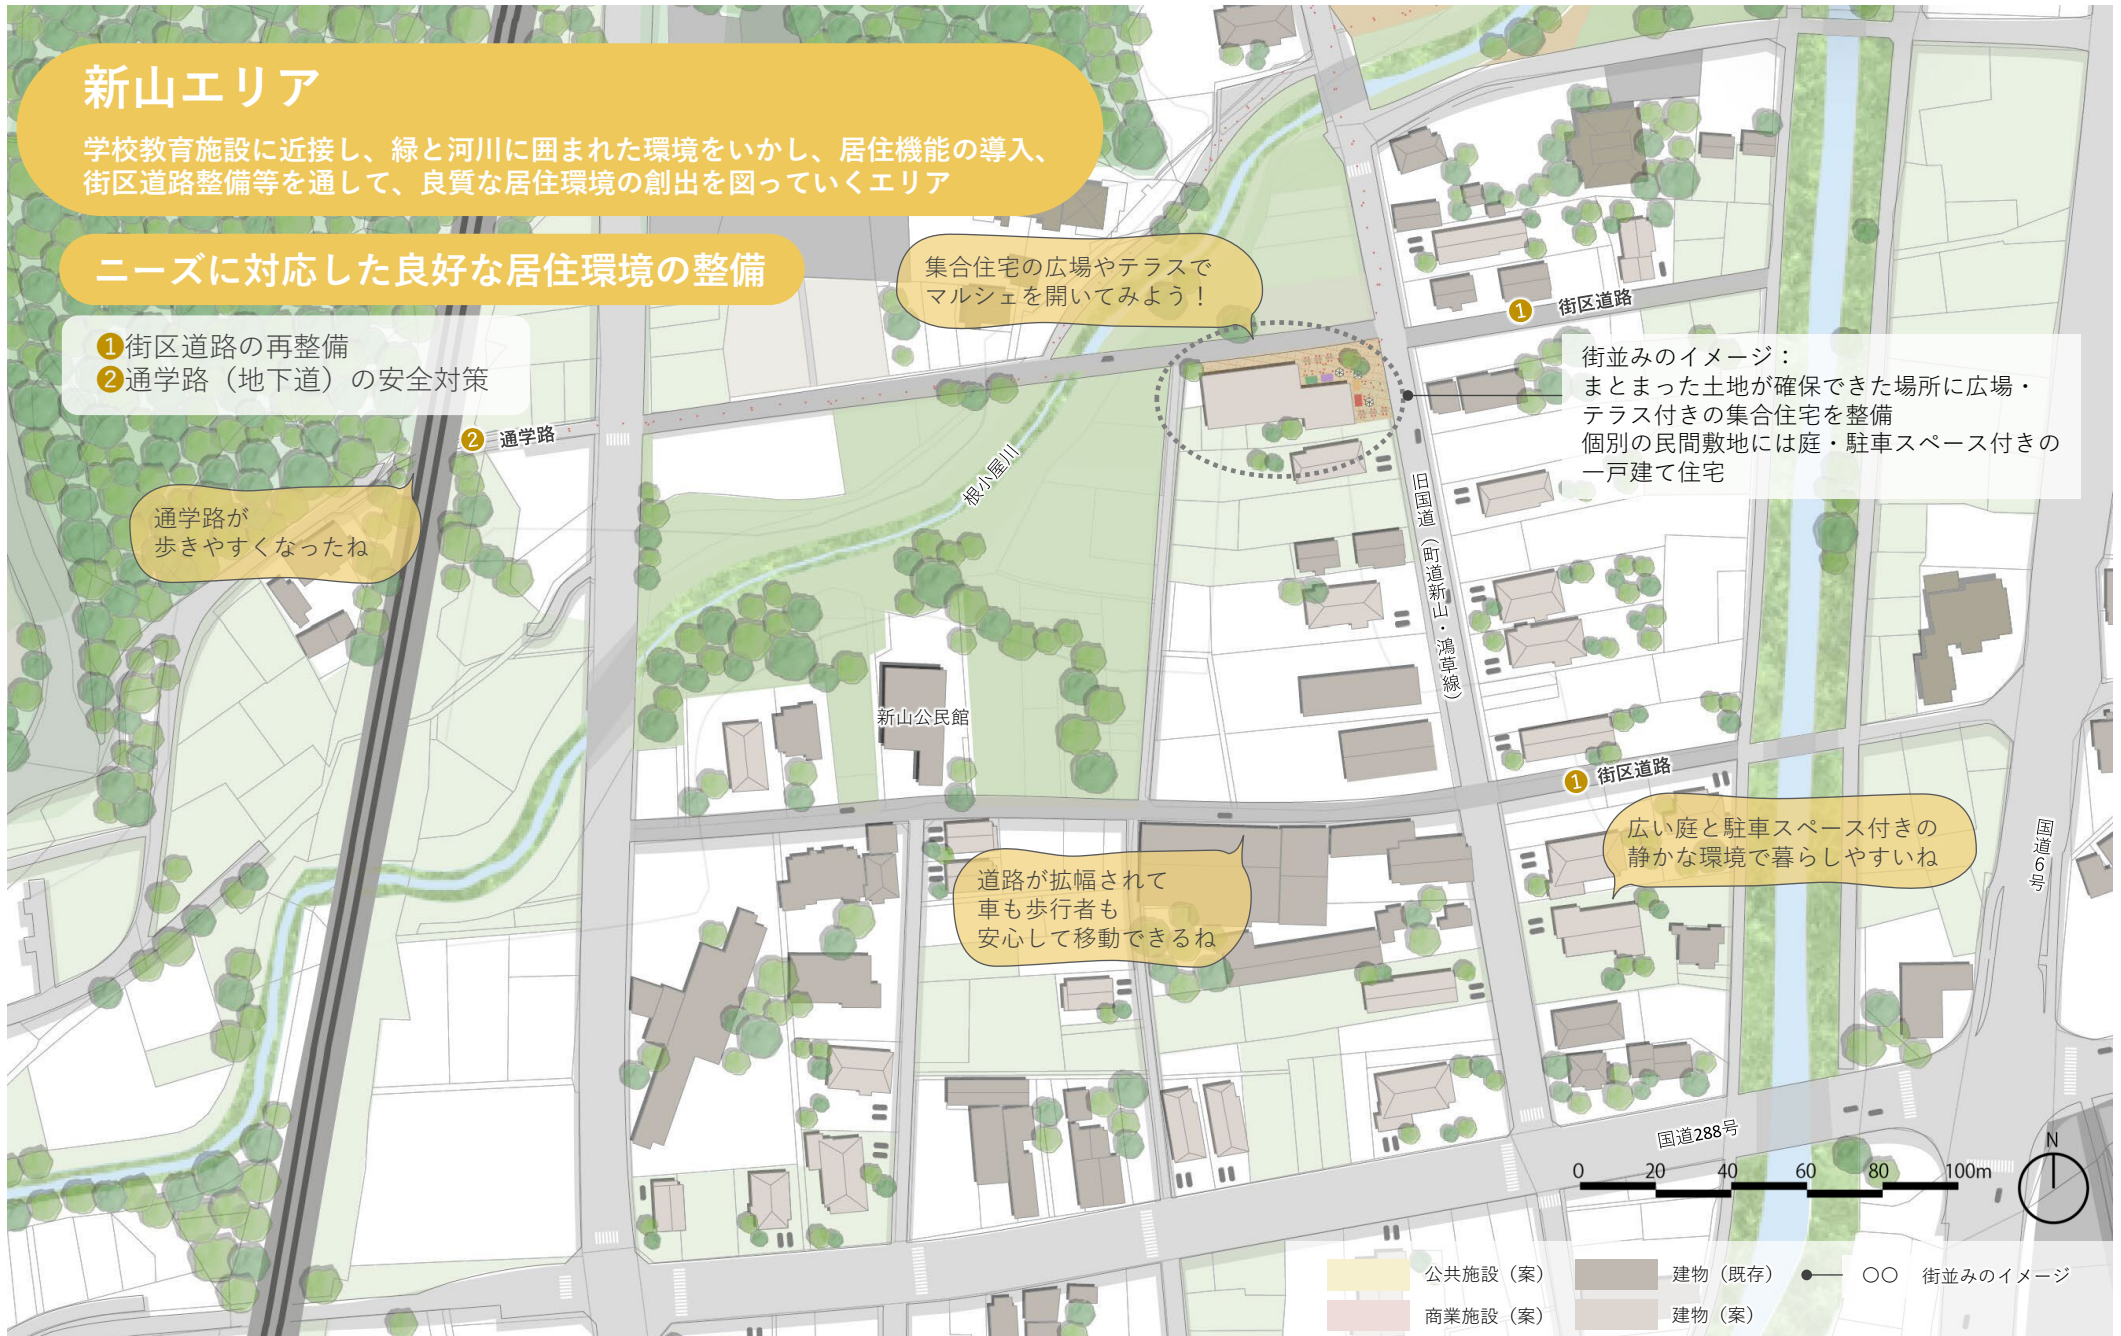 新山エリア
学校教育施設に近接し、緑と河川に囲まれた環境をいかし、居住機能の導入、
街区道路整備等を通して、良質な居住環境の創出を図っていくエリア
ニーズに対応した良好な居住環境の整備
❶街区道路の再整備
❷通学路（地下道）の安全対策
集合住宅の広場やテラスで
マルシェを開いてみよう！
❶ 街区道路
街並みのイメージ：
まとまった土地が確保できた場所に広場・
テラス付きの集合住宅を整備
個別の民間敷地には庭・駐車スペース付きの
一戸建て住宅
❷ 通学路
通学路が
歩きやすくなったね
根小屋川
旧国道（町道新山・鴻草線）
新山公民館
❶ 街区道路
広い庭と駐車スペース付きの
静かな環境で暮らしやすいね
国道6号
道路が拡幅されて
車も歩行者も
安心して移動できるね
国道288号
N
0 20 40 60 80 100m
公共施設（案） 建物（既存） 〇〇 街並みのイメージ
商業施設（案） 建物（案）